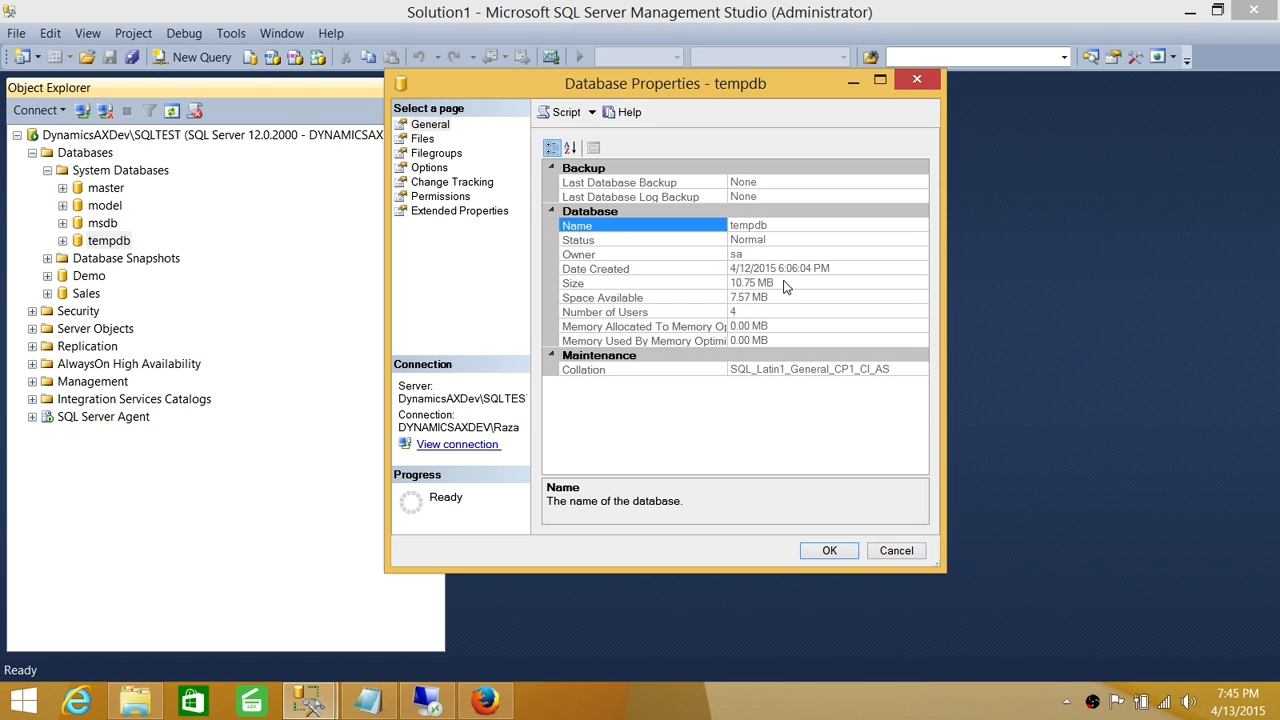 Solution1 - Microsoft SQL Server Management Studio (Administrator)
File Edit View Project Debug Tools Window Help
New Query
Object Explorer
Connect
DynamicsAXDev\SQLTEST (SQL Server 12.0.2000 - DYNAMICSAX
Databases
System Databases
master
model
msdb
tempdb
Database Snapshots
Demo
Sales
Security
Server Objects
Replication
AlwaysOn High Availability
Management
Integration Services Catalogs
SQL Server Agent
Database Properties - tempdb
Select a page
General
Files
Filegroups
Options
Change Tracking
Permissions
Extended Properties
Connection
Server:
DynamicsAXDev\SQLTES
Connection:
DYNAMICSAXDEV\Raza
View connection
Progress
Ready
Script Help
Backup
Last Database Backup None
Last Database Log Backup None
Database
Name tempdb
Status Normal
Owner sa
Date Created 4/12/2015 6:06:04 PM
Size 10.75 MB
Space Available 7.57 MB
Number of Users 4
Memory Allocated To Memory Op 0.00 MB
Memory Used By Memory Optimi 0.00 MB
Maintenance
Collation SQL_Latin1_General_CP1_CI_AS
Name
The name of the database.
OK Cancel
Ready
7:45 PM
4/13/2015